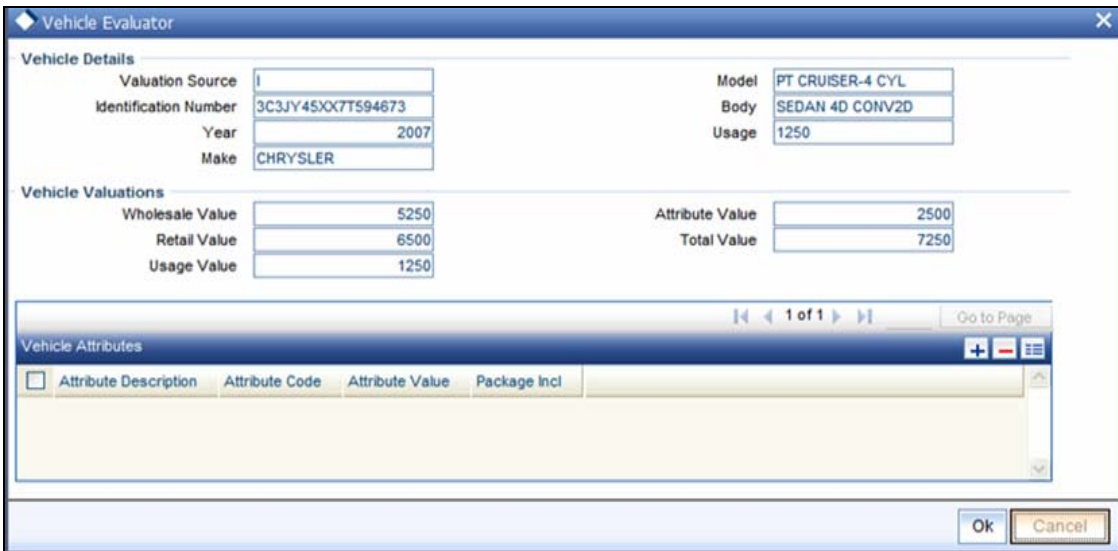 Vehicle Evaluator
Vehicle Details
Valuation Source I
Identification Number 3C3JY45XX7T594673
Year 2007
Make CHRYSLER
Model PT CRUISER-4 CYL
Body SEDAN 4D CONV2D
Usage 1250
Vehicle Valuations
Wholesale Value 5250
Retail Value 6500
Usage Value 1250
Attribute Value 2500
Total Value 7250
1 of 1 Go to Page
Vehicle Attributes
Attribute Description Attribute Code Attribute Value Package Incl
Ok Cancel